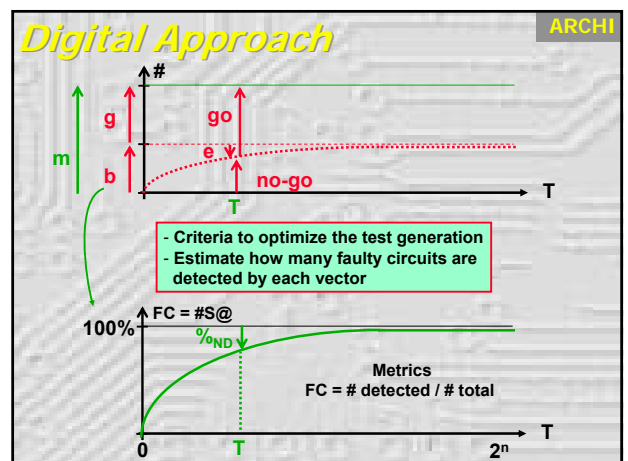 Digital Approach
ARCHI
#
g
go
m
e
b
no-go
T
T
- Criteria to optimize the test generation
- Estimate how many faulty circuits are
detected by each vector
FC = #S@
100%
%ND
Metrics
FC = # detected / # total
T
0
T
2ⁿ